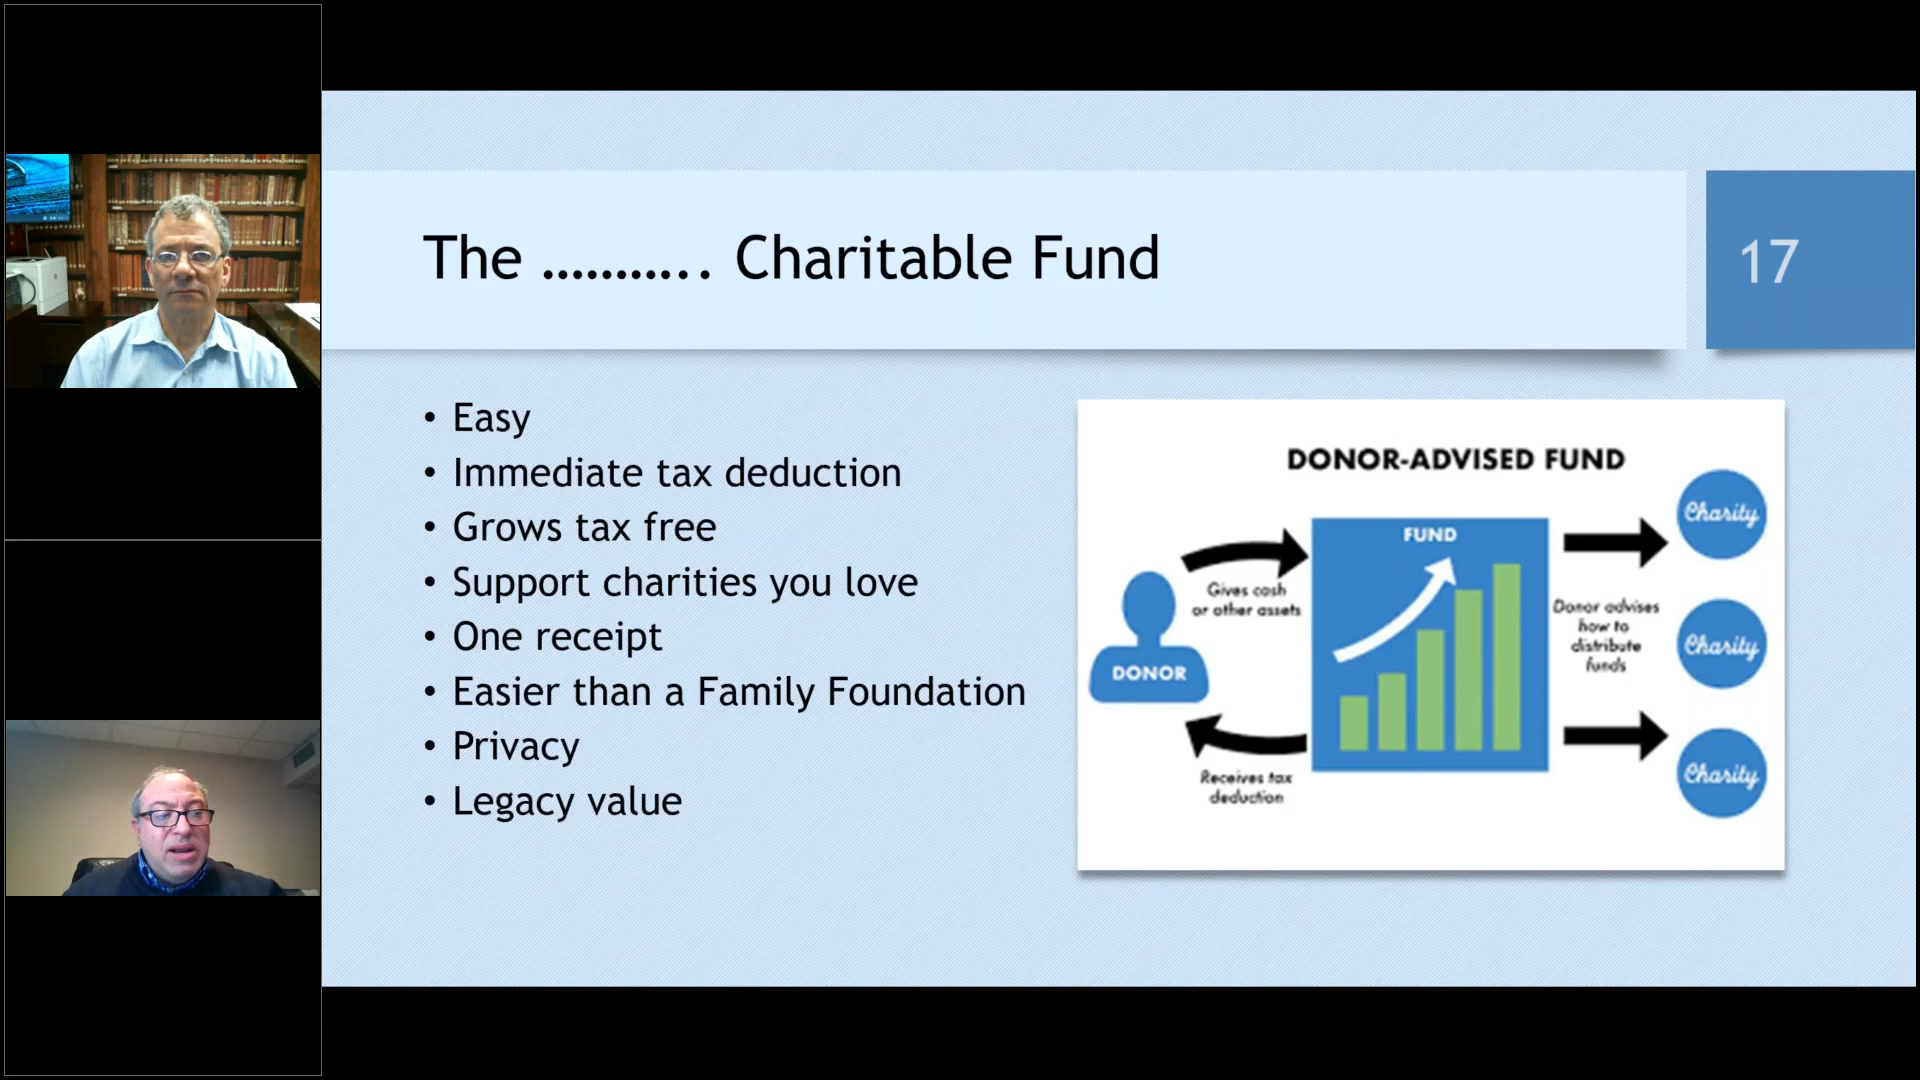 The ……….. Charitable Fund
17
• Easy
• Immediate tax deduction
• Grows tax free
• Support charities you love
• One receipt
• Easier than a Family Foundation
• Privacy
• Legacy value
DONOR-ADVISED FUND
FUND
Gives cash
or other assets
DONOR
Receives tax
deduction
Donor advises
how to
distribute
funds
Charity
Charity
Charity